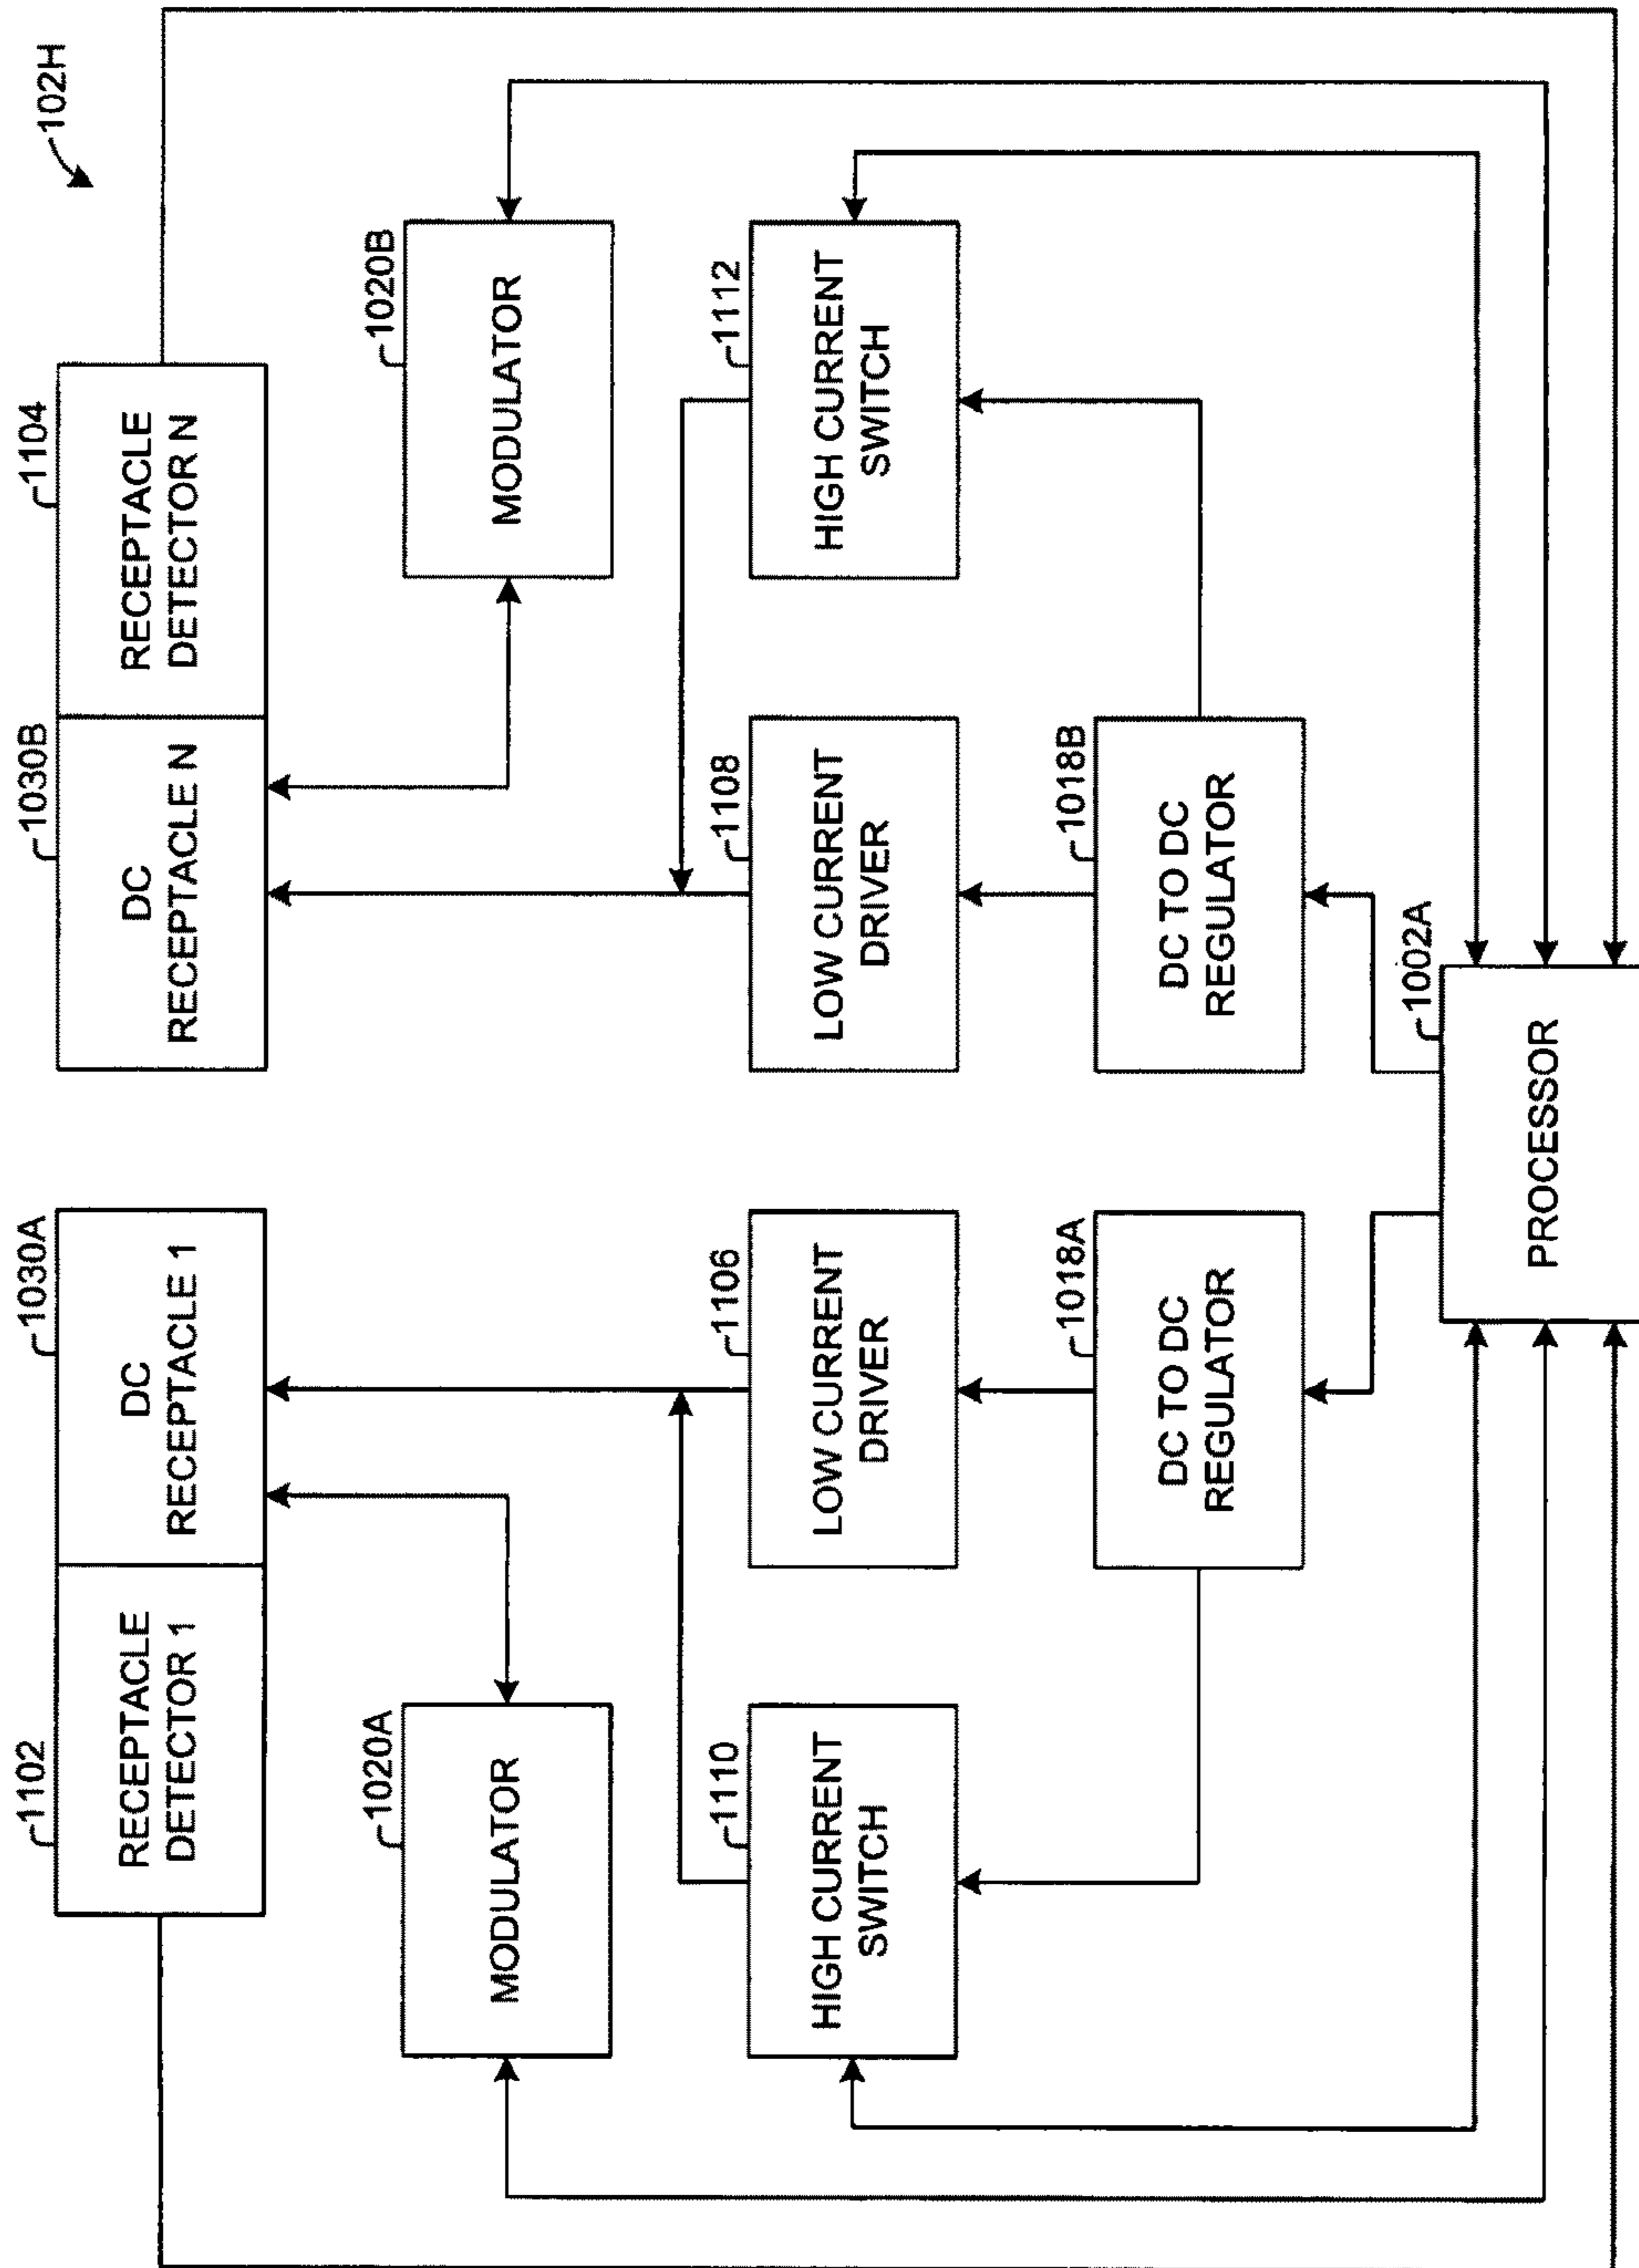 102H
1102
RECEPTACLE
DETECTOR 1
1030A
DC
RECEPTACLE 1
1030B
DC
RECEPTACLE N
1104
RECEPTACLE
DETECTOR N
1020A
MODULATOR
1020B
MODULATOR
1110
HIGH CURRENT
SWITCH
1106
LOW CURRENT
DRIVER
1108
LOW CURRENT
DRIVER
1112
HIGH CURRENT
SWITCH
1018A
DC TO DC
REGULATOR
1018B
DC TO DC
REGULATOR
1002A
PROCESSOR